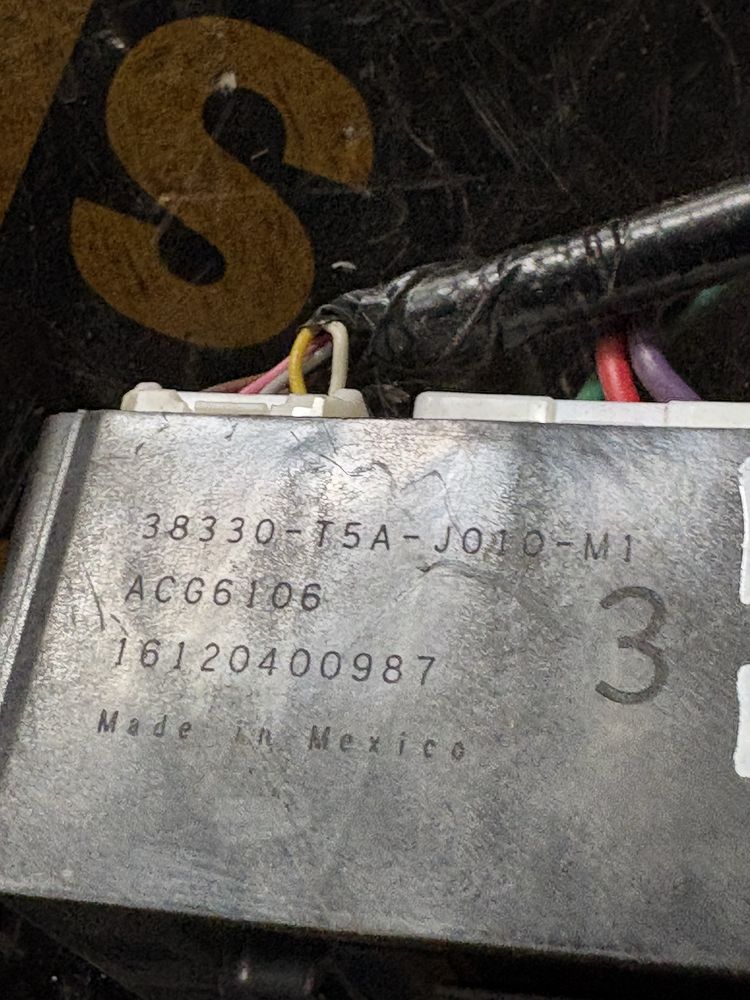 S
38330-T5A-J010-M1
ACG6106
3
16120400987
Made in Mexico